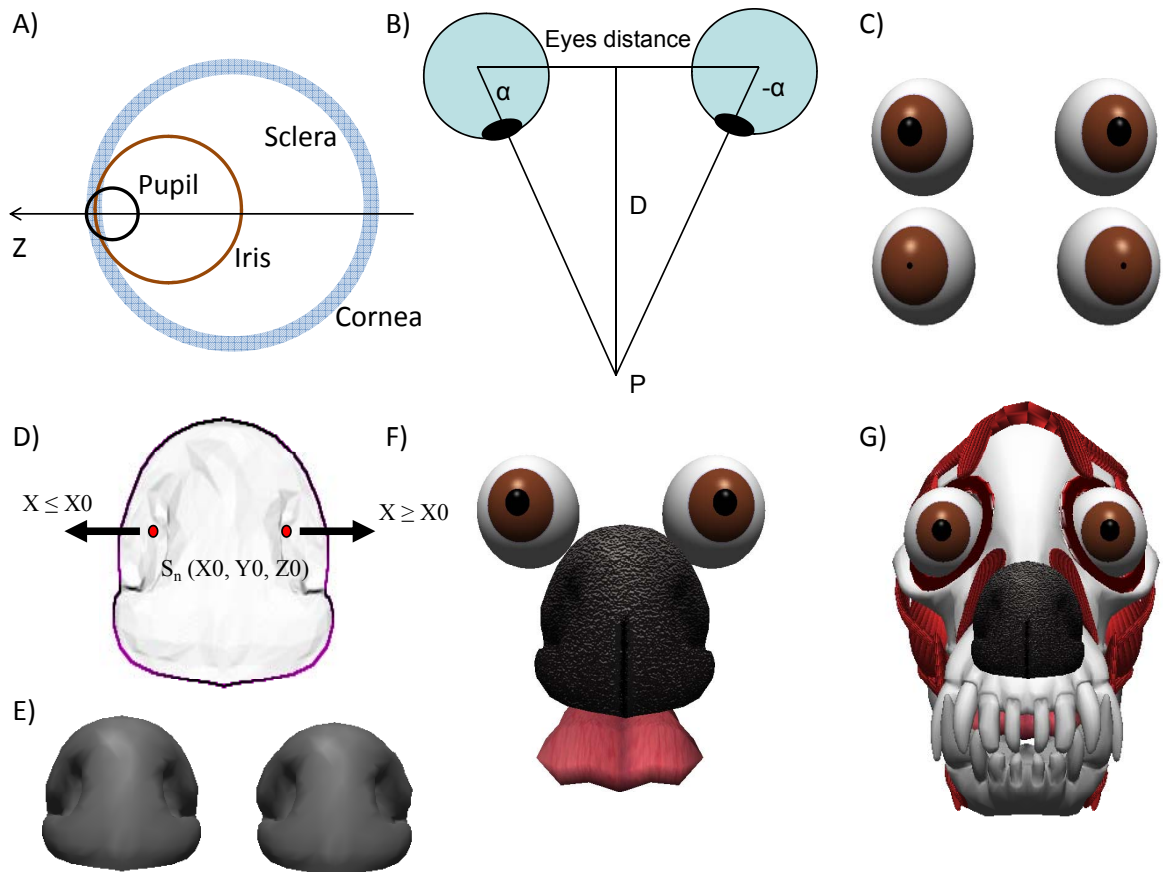 A)
Sclera
Pupil
Iris
Z
Cornea
B)
Eyes distance
α
-α
D
P
C)
D)
X ≤ X0
X ≥ X0
Sn (X0, Y0, Z0)
E)
F)
G)